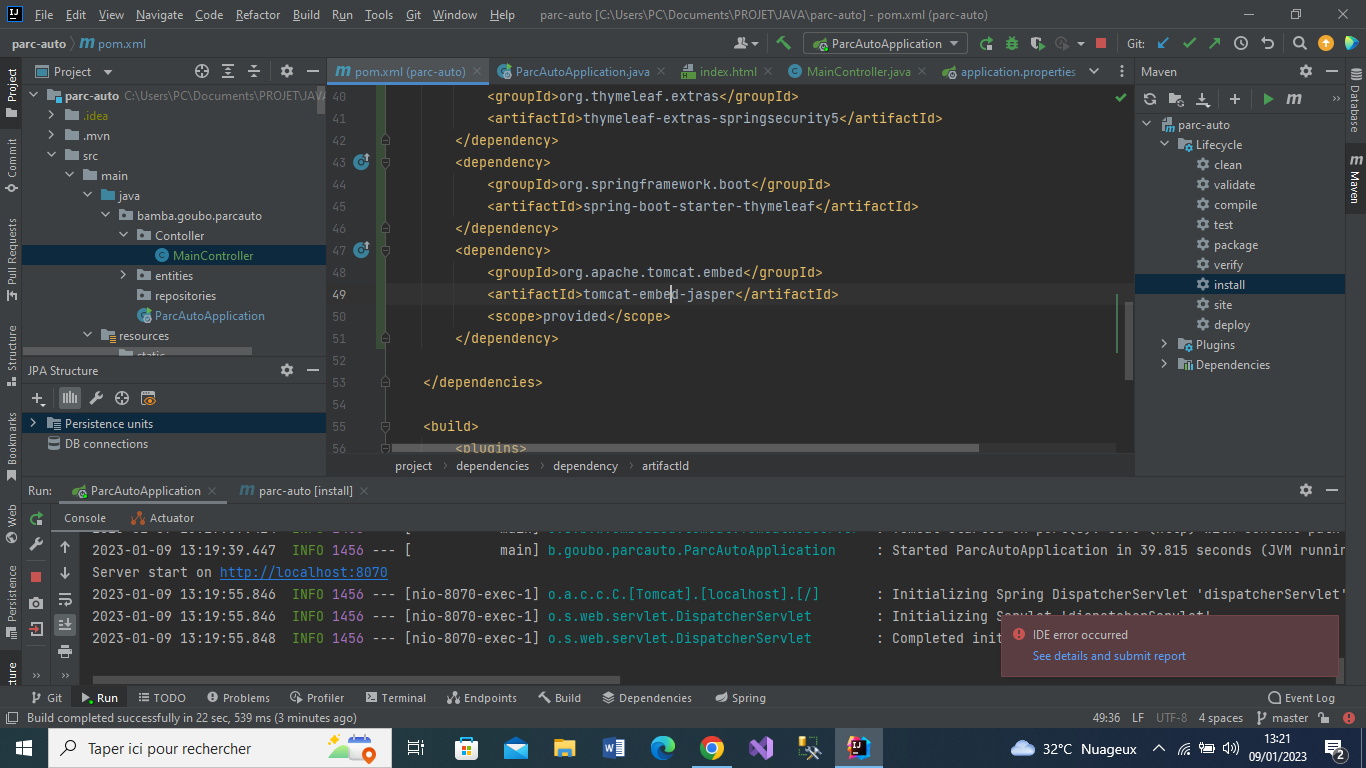 File Edit View Navigate Code Refactor Build Run Tools Git Window Help parc-auto [C:\Users\PC\Documents\PROJET\JAVA\parc-auto] - pom.xml (parc-auto)
parc-auto pom.xml ParcAutoApplication Git:
Project pom.xml (parc-auto) ParcAutoApplication.java index.html MainController.java application.properties Maven
parc-auto C:\Users\PC\Documents\PROJET\JAVA
.idea
.mvn
src
main
java
bamba.goubo.parcauto
Contoller
MainController
entities
repositories
ParcAutoApplication
resources
static
JPA Structure
Persistence units
DB connections
40 <groupId>org.thymeleaf.extras</groupId>
41 <artifactId>thymeleaf-extras-springsecurity5</artifactId>
42 </dependency>
43 <dependency>
44 <groupId>org.springframework.boot</groupId>
45 <artifactId>spring-boot-starter-thymeleaf</artifactId>
46 </dependency>
47 <dependency>
48 <groupId>org.apache.tomcat.embed</groupId>
49 <artifactId>tomcat-embed-jasper</artifactId>
50 <scope>provided</scope>
51 </dependency>
52
53 </dependencies>
54
55 <build>
56 <plugins>
project dependencies dependency artifactId
parc-auto
Lifecycle
clean
validate
compile
test
package
verify
install
site
deploy
Plugins
Dependencies
Project
Commit
Pull Requests
Structure
Bookmarks
Web
Persistence
Database
Maven
Run: ParcAutoApplication parc-auto [install]
Console Actuator
2023-01-09 13:19:39.447 INFO 1456 --- [ main] b.goubo.parcauto.ParcAutoApplication : Started ParcAutoApplication in 39.815 seconds (JVM runnin
Server start on http://localhost:8070
2023-01-09 13:19:55.846 INFO 1456 --- [nio-8070-exec-1] o.a.c.c.C.[Tomcat].[localhost].[/] : Initializing Spring DispatcherServlet 'dispatcherServlet'
2023-01-09 13:19:55.846 INFO 1456 --- [nio-8070-exec-1] o.s.web.servlet.DispatcherServlet : Initializing Servlet 'dispatcherServlet'
2023-01-09 13:19:55.848 INFO 1456 --- [nio-8070-exec-1] o.s.web.servlet.DispatcherServlet : Completed init
IDE error occurred
See details and submit report
Git Run TODO Problems Profiler Terminal Endpoints Build Dependencies Spring Event Log
Build completed successfully in 22 sec, 539 ms (3 minutes ago) 49:36 LF UTF-8 4 spaces master
Taper ici pour rechercher 32°C Nuageux 13:21
09/01/2023 2